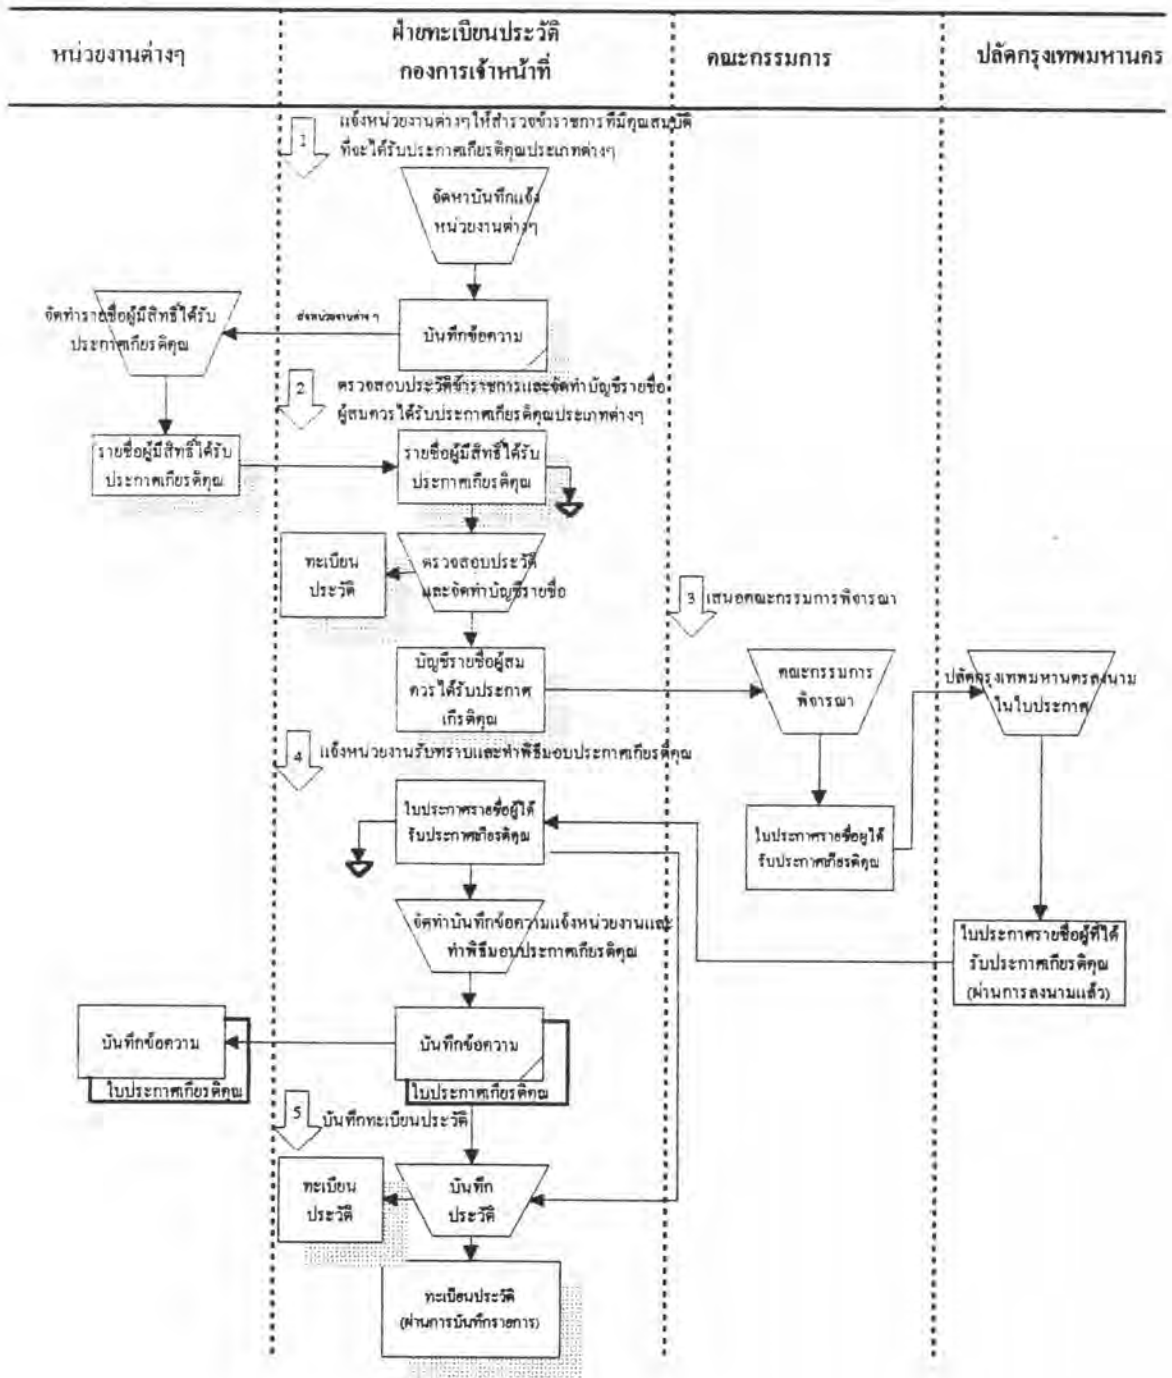 หน่วยงานต่างๆ
ฝ่ายทะเบียนประวัติ
กองการเจ้าหน้าที่
คณะกรรมการ
ปลัดกรุงเทพมหานคร
1
แจ้งหน่วยงานต่างๆให้สำรวจข้าราชการที่มีคุณสมบัติ
ที่จะได้รับประกาศเกียรติคุณประเภทต่างๆ
จัดหาบันทึกแจ้ง
หน่วยงานต่างๆ
จัดทำรายชื่อผู้มีสิทธิ์ได้รับ
ประกาศเกียรติคุณ
ส่งหน่วยงานต่าง ๆ
บันทึกข้อความ
2
ตรวจสอบประวัติข้าราชการและจัดทำบัญชีรายชื่อ
ผู้สมควรได้รับประกาศเกียรติคุณประเภทต่างๆ
รายชื่อผู้มีสิทธิ์ได้รับ
ประกาศเกียรติคุณ
รายชื่อผู้มีสิทธิ์ได้รับ
ประกาศเกียรติคุณ
ทะเบียน
ประวัติ
ตรวจสอบประวัติ
และจัดทำบัญชีรายชื่อ
3
เสนอคณะกรรมการพิจารณา
บัญชีรายชื่อผู้สม
ควรได้รับประกาศ
เกีรติคุณ
คณะกรรมการ
พิจารณา
ปลัดกรุงเทพมหานครลงนาม
ในใบประกาศ
4
แจ้งหน่วยงานรับทราบและทำพิธีมอบประกาศเกียรติคุณ
ใบประกาศรายชื่อผู้ได้
รับประกาศเกียรติคุณ
ใบประกาศรายชื่อผู้ได้
รับประกาศเกียรติคุณ
จัดทำบันทึกข้อความแจ้งหน่วยงานและ
ทำพิธีมอบประกาศเกียรติคุณ
ใบประกาศรายชื่อผู้ที่ได้
รับประกาศเกียรติคุณ
(ผ่านการลงนามแล้ว)
บันทึกข้อความ
ใบประกาศเกียรติคุณ
บันทึกข้อความ
ใบประกาศเกียรติคุณ
5
บันทึกทะเบียนประวัติ
ทะเบียน
ประวัติ
บันทึก
ประวัติ
ทะเบียนประวัติ
(ผ่านการบันทึกรายการ)